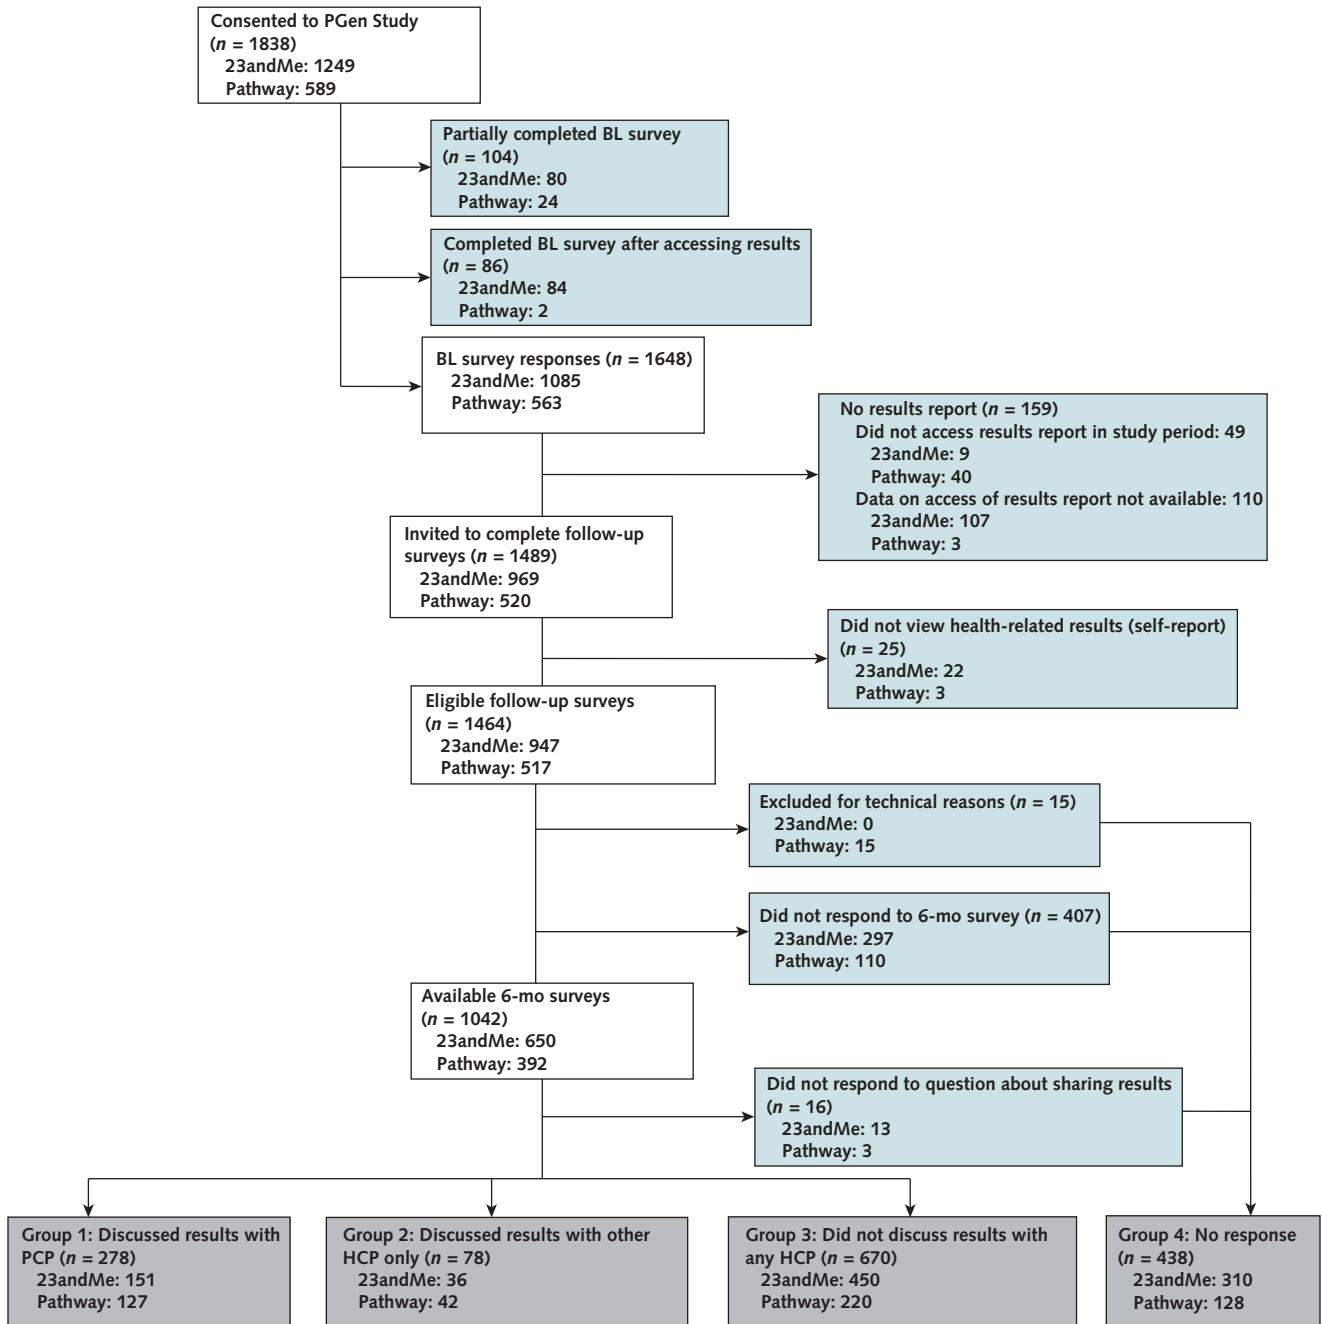 Consented to PGen Study
(n = 1838)
23andMe: 1249
Pathway: 589
Partially completed BL survey
(n = 104)
23andMe: 80
Pathway: 24
Completed BL survey after accessing results
(n = 86)
23andMe: 84
Pathway: 2
BL survey responses (n = 1648)
23andMe: 1085
Pathway: 563
No results report (n = 159)
Did not access results report in study period: 49
23andMe: 9
Pathway: 40
Data on access of results report not available: 110
23andMe: 107
Pathway: 3
Invited to complete follow-up
surveys (n = 1489)
23andMe: 969
Pathway: 520
Did not view health-related results (self-report)
(n = 25)
23andMe: 22
Pathway: 3
Eligible follow-up surveys
(n = 1464)
23andMe: 947
Pathway: 517
Excluded for technical reasons (n = 15)
23andMe: 0
Pathway: 15
Did not respond to 6-mo survey (n = 407)
23andMe: 297
Pathway: 110
Available 6-mo surveys
(n = 1042)
23andMe: 650
Pathway: 392
Did not respond to question about sharing results
(n = 16)
23andMe: 13
Pathway: 3
Group 1: Discussed results with
PCP (n = 278)
23andMe: 151
Pathway: 127
Group 2: Discussed results with other
HCP only (n = 78)
23andMe: 36
Pathway: 42
Group 3: Did not discuss results with
any HCP (n = 670)
23andMe: 450
Pathway: 220
Group 4: No response
(n = 438)
23andMe: 310
Pathway: 128